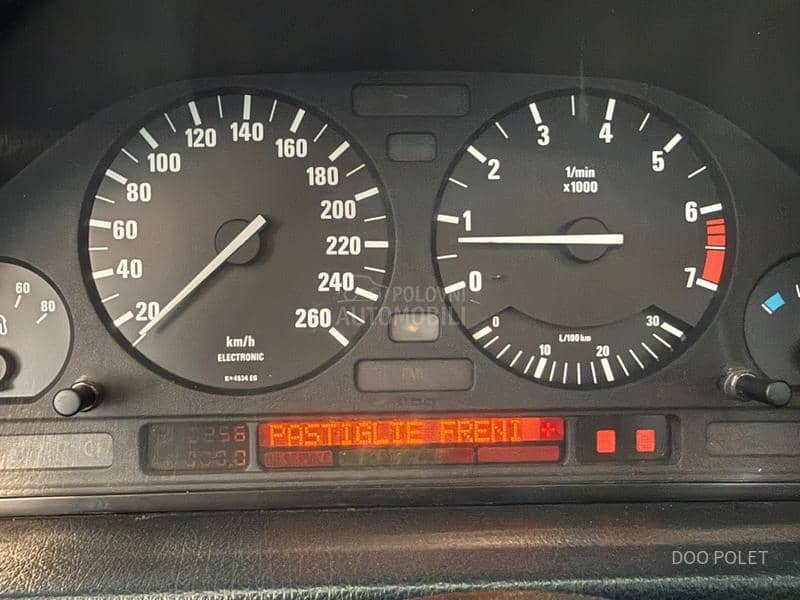 20 40 60 80 100 120 140 160 180 200 220 240 260
km/h
ELECTRONIC
0 1 2 3 4 5 6 7
1/min
x1000
0 10 20 30
L/100km
60 80
POLOVNI
AUTOMOBILI
PASTIGLIE FRENI +
000.0
DOO POLET